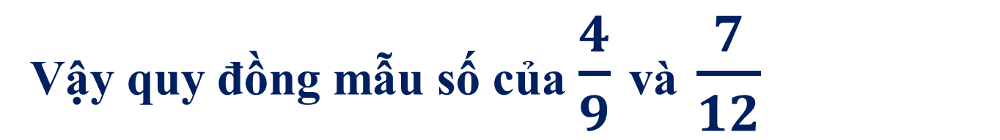 Vậy quy đồng mẫu số của 4/9 và 7/12